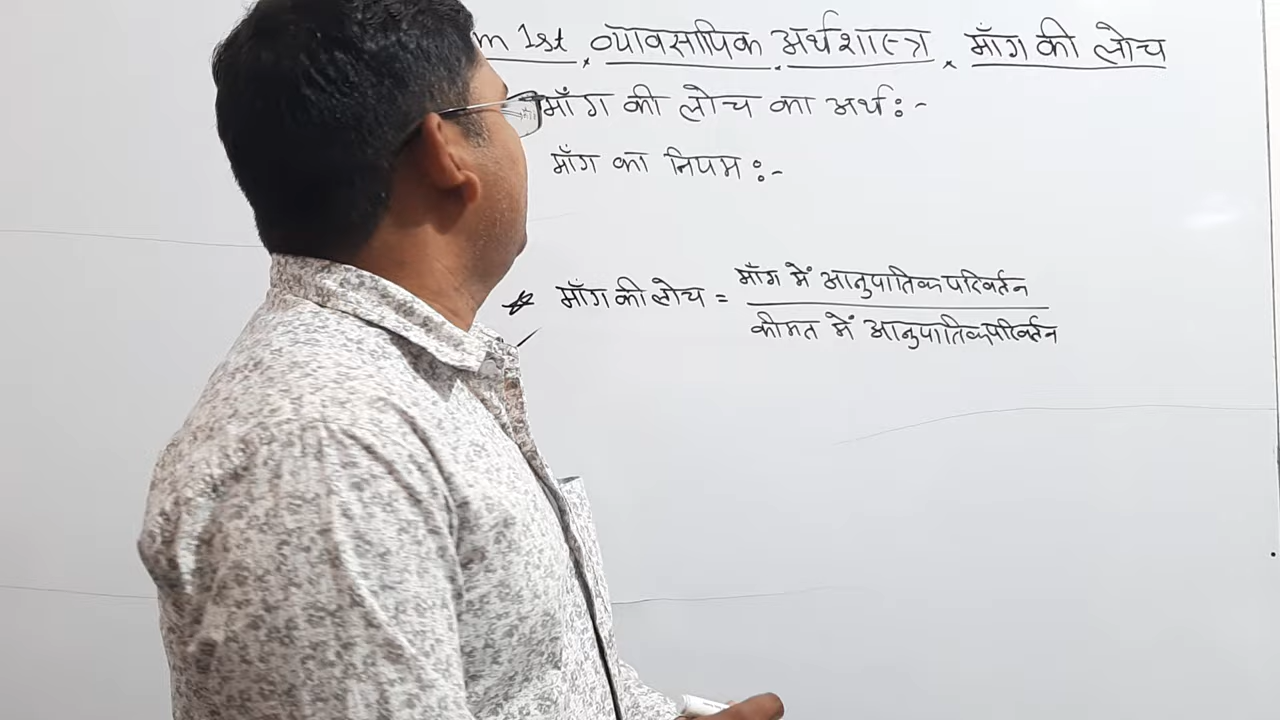 m 1st, व्यावसायिक अर्थशास्त्र, माँग की लोच
माँग की लोच का अर्थ :-
माँग का नियम :-
* माँग की लोच = माँग में आनुपातिक परिवर्तन
कीमत में आनुपातिक परिवर्तन